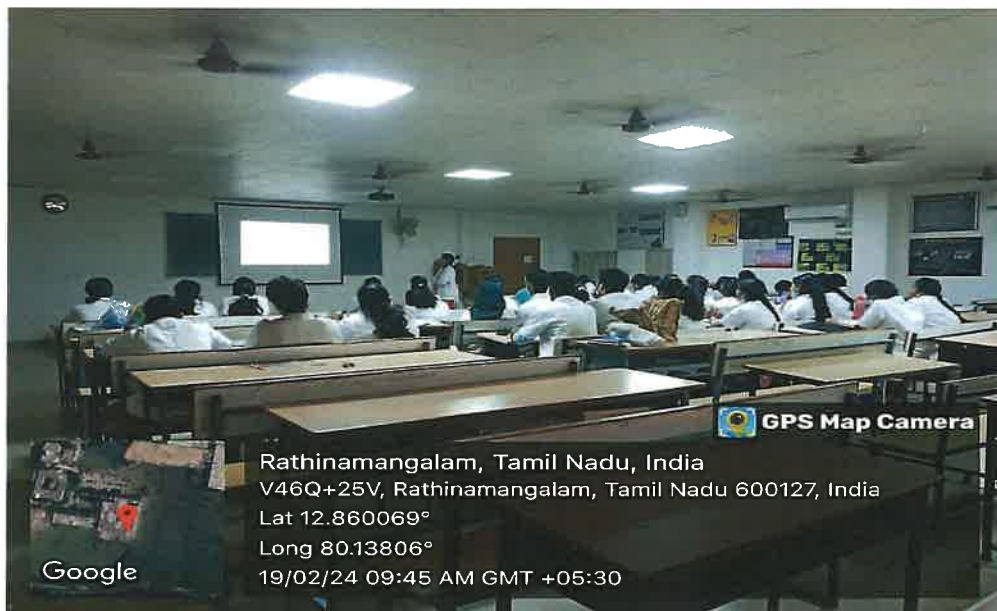 GPS Map Camera
Rathinamangalam, Tamil Nadu, India
V46Q+25V, Rathinamangalam, Tamil Nadu 600127, India
Lat 12.860069°
Long 80.13806°
19/02/24 09:45 AM GMT +05:30
Google